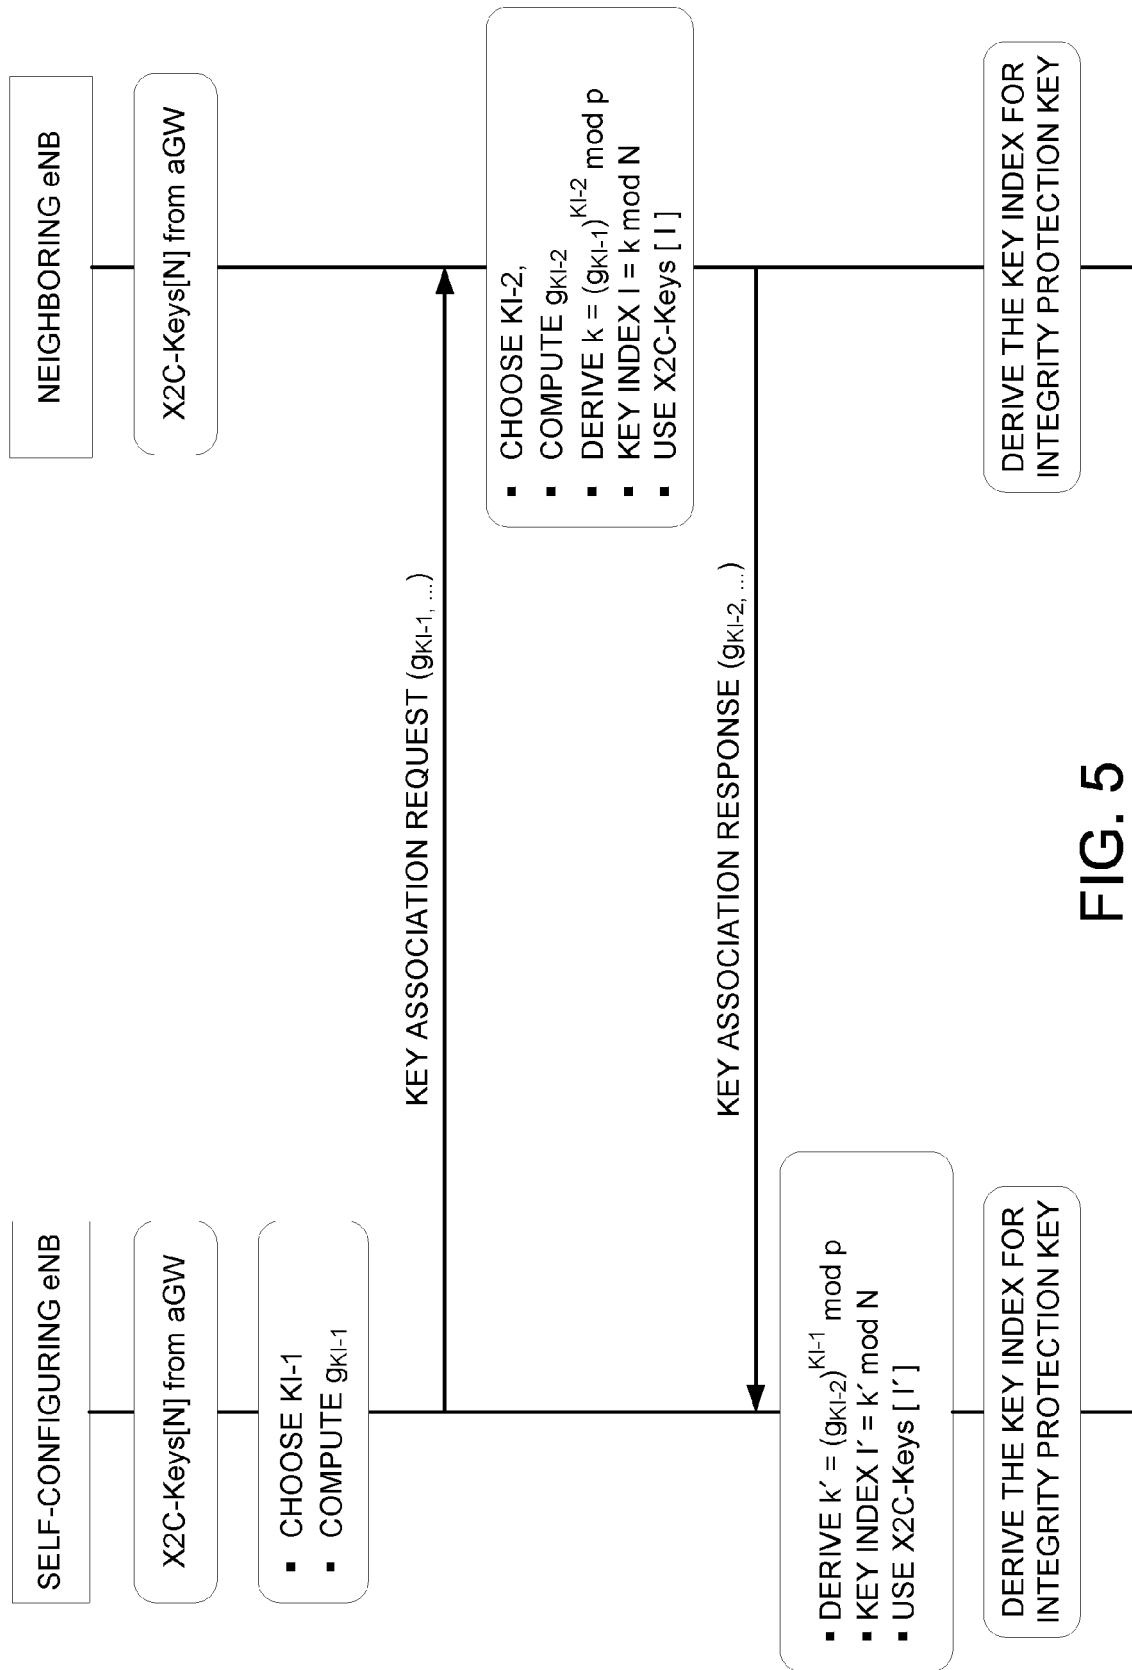 SELF-CONFIGURING eNB
NEIGHBORING eNB
X2C-Keys[N] from aGW
X2C-Keys[N] from aGW
▪ CHOOSE KI-1
▪ COMPUTE gKI-1
KEY ASSOCIATION REQUEST (gKI-1, ...)
▪ CHOOSE KI-2,
▪ COMPUTE gKI-2
▪ DERIVE k = (gKI-1)^KI-2 mod p
▪ KEY INDEX I = k mod N
▪ USE X2C-Keys [ I ]
KEY ASSOCIATION RESPONSE (gKI-2, ...)
▪ DERIVE k′ = (gKI-2)^KI-1 mod p
▪ KEY INDEX I′ = k′ mod N
▪ USE X2C-Keys [ I′ ]
DERIVE THE KEY INDEX FOR
INTEGRITY PROTECTION KEY
DERIVE THE KEY INDEX FOR
INTEGRITY PROTECTION KEY
FIG. 5